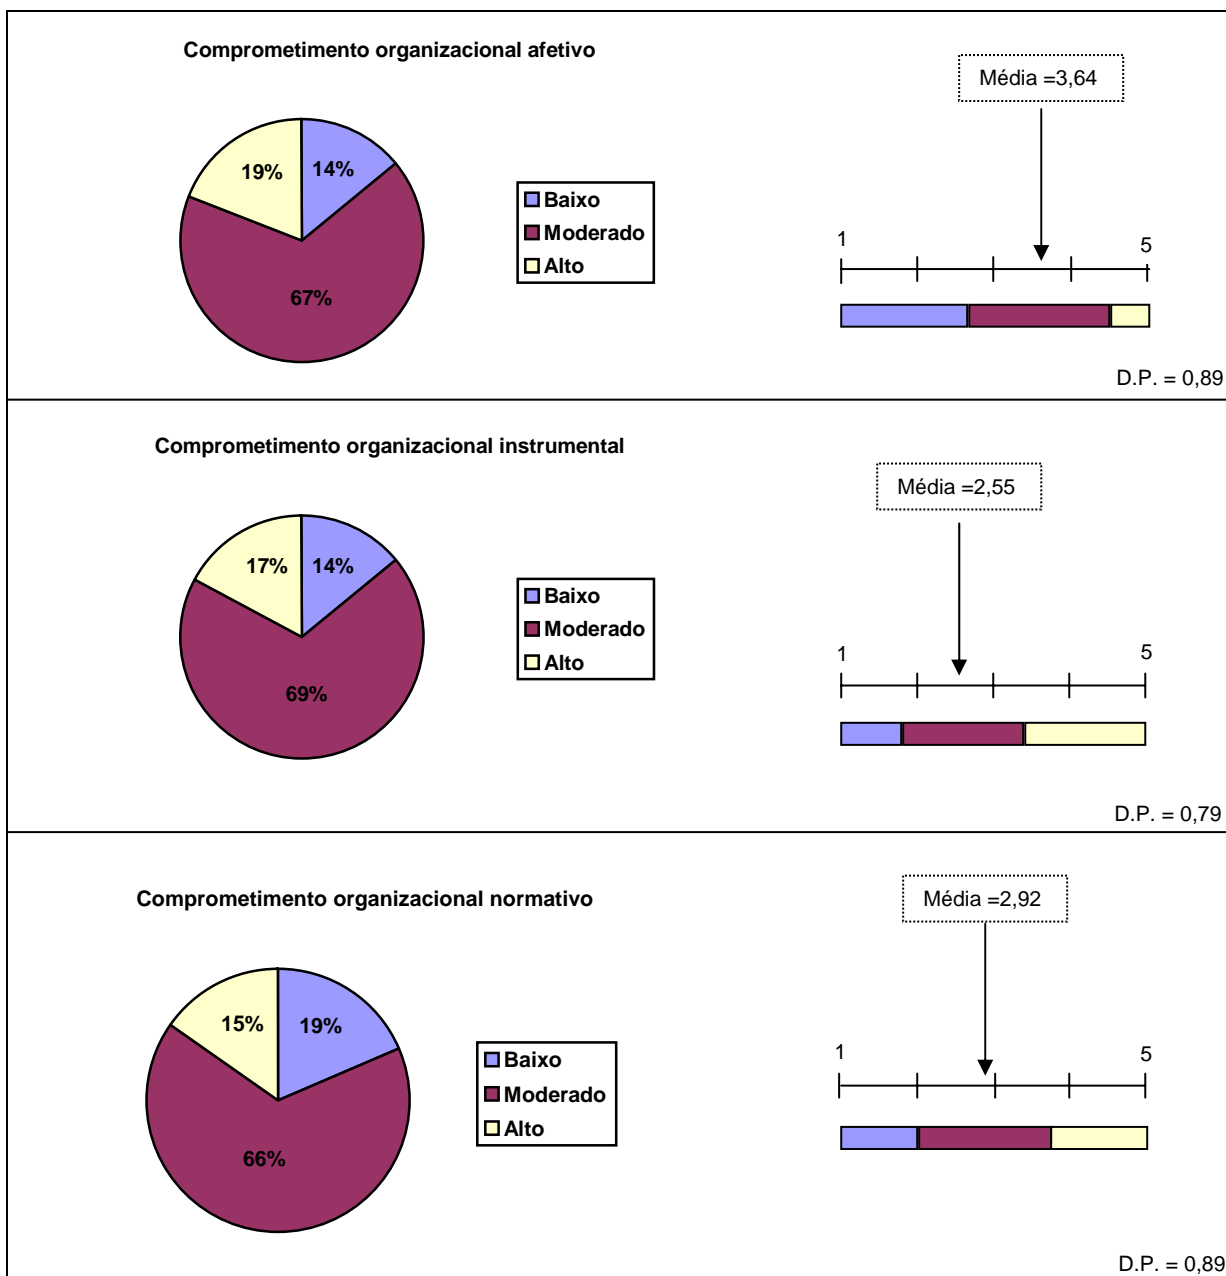 Comprometimento organizacional afetivo
Média =3,64
19%
14%
67%
Baixo
Moderado
Alto
1
5
D.P. = 0,89
Comprometimento organizacional instrumental
Média =2,55
17%
14%
69%
Baixo
Moderado
Alto
1
5
D.P. = 0,79
Comprometimento organizacional normativo
Média =2,92
15%
19%
66%
Baixo
Moderado
Alto
1
5
D.P. = 0,89